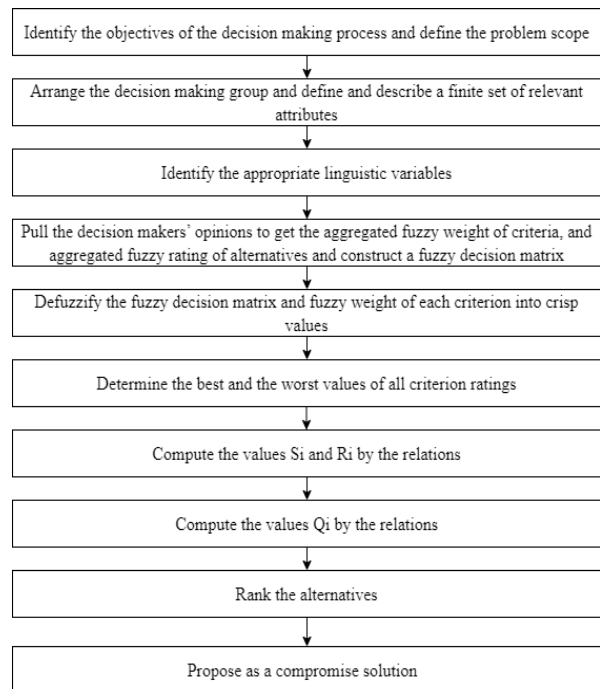 Identify the objectives of the decision making process and define the problem scope
Arrange the decision making group and define and describe a finite set of relevant
attributes
Identify the appropriate linguistic variables
Pull the decision makers' opinions to get the aggregated fuzzy weight of criteria, and
aggregated fuzzy rating of alternatives and construct a fuzzy decision matrix
Defuzzify the fuzzy decision matrix and fuzzy weight of each criterion into crisp
values
Determine the best and the worst values of all criterion ratings
Compute the values Si and Ri by the relations
Compute the values Qi by the relations
Rank the alternatives
Propose as a compromise solution